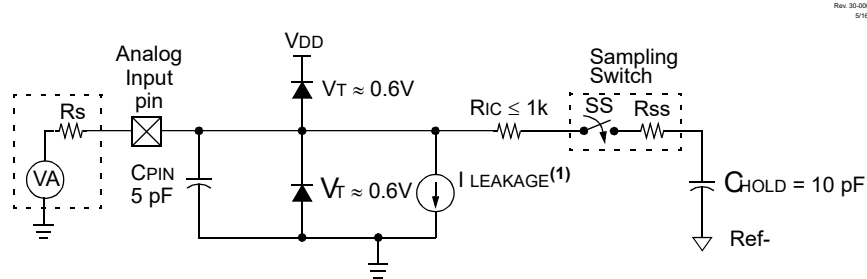 Rev. 30-000
5/16
VDD
Analog
Input
pin
VT ≈ 0.6V
Sampling
Switch
RIC ≤ 1k
SS
RSS
Rs
VA
CPIN
5 pF
VT ≈ 0.6V
I LEAKAGE(1)
CHOLD = 10 pF
Ref-